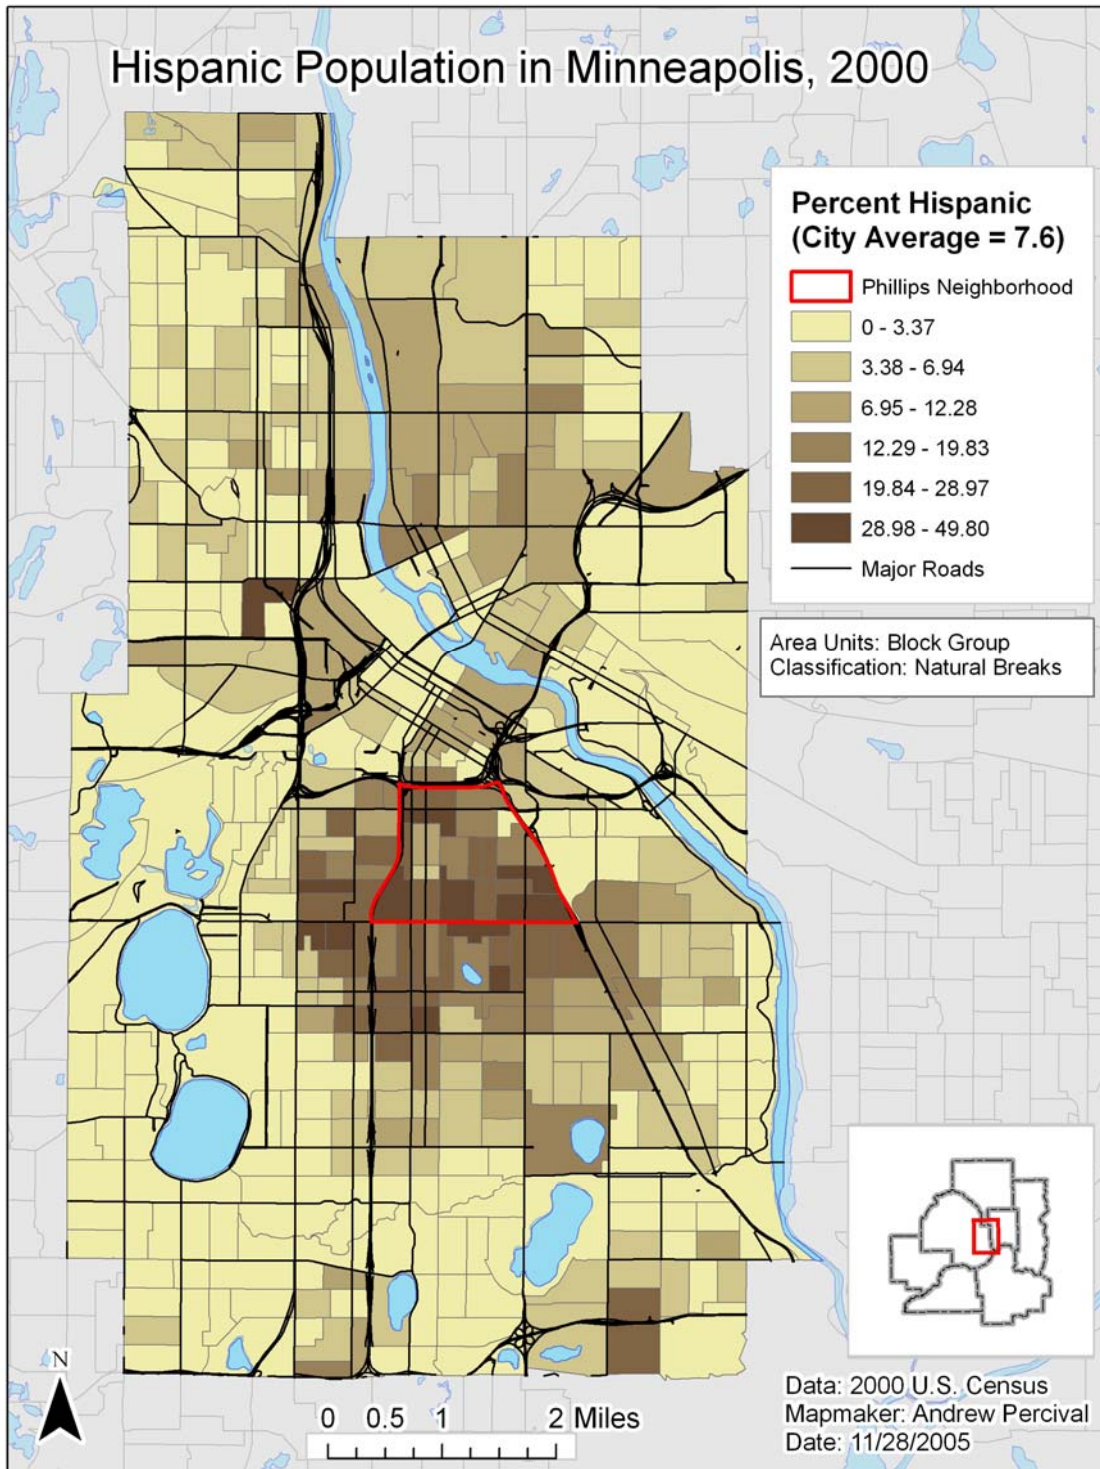 Hispanic Population in Minneapolis, 2000
Percent Hispanic
(City Average = 7.6)
Phillips Neighborhood
0 - 3.37
3.38 - 6.94
6.95 - 12.28
12.29 - 19.83
19.84 - 28.97
28.98 - 49.80
Major Roads
Area Units: Block Group
Classification: Natural Breaks
N
0 0.5 1 2 Miles
Data: 2000 U.S. Census
Mapmaker: Andrew Percival
Date: 11/28/2005